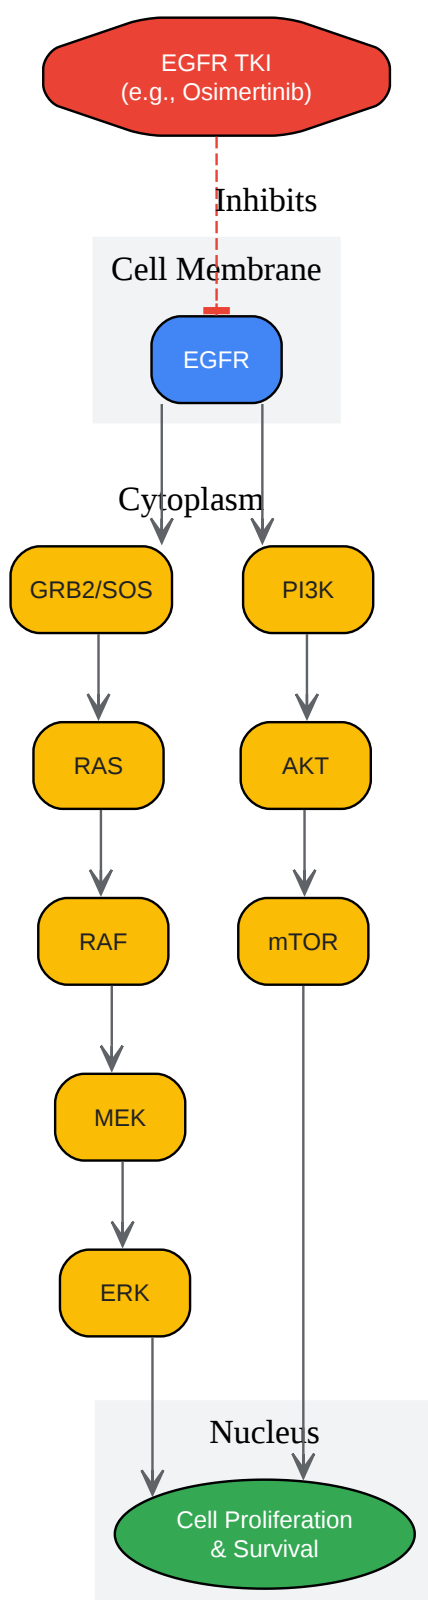 EGFR TKI
(e.g., Osimertinib)
Inhibits
Cell Membrane
EGFR
Cytoplasm
GRB2/SOS
PI3K
RAS
AKT
RAF
mTOR
MEK
ERK
Nucleus
Cell Proliferation
& Survival